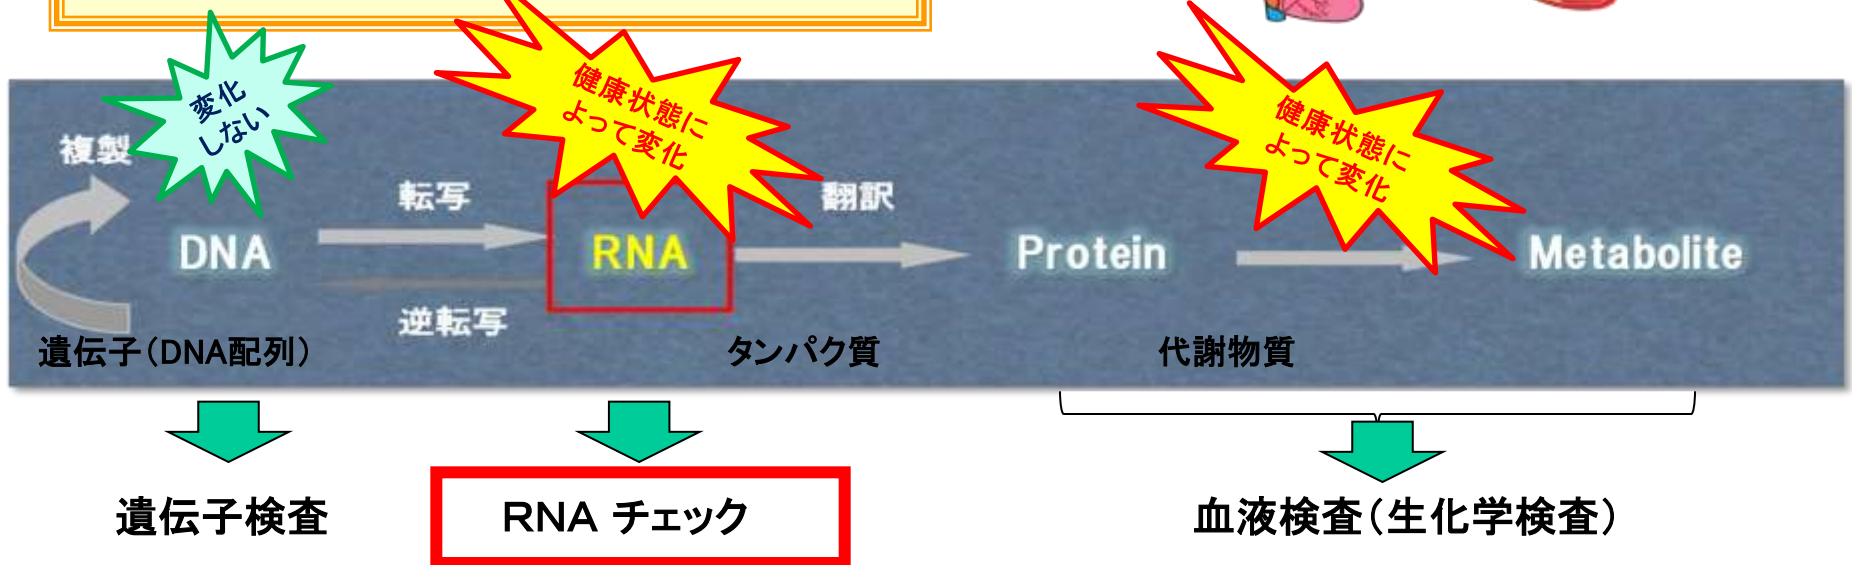 変化
しない
健康状態に
よって変化
健康状態に
よって変化
複製
転写
翻訳
DNA
RNA
Protein
Metabolite
逆転写
遺伝子（DNA配列）
タンパク質
代謝物質
遺伝子検査
RNA チェック
血液検査（生化学検査）